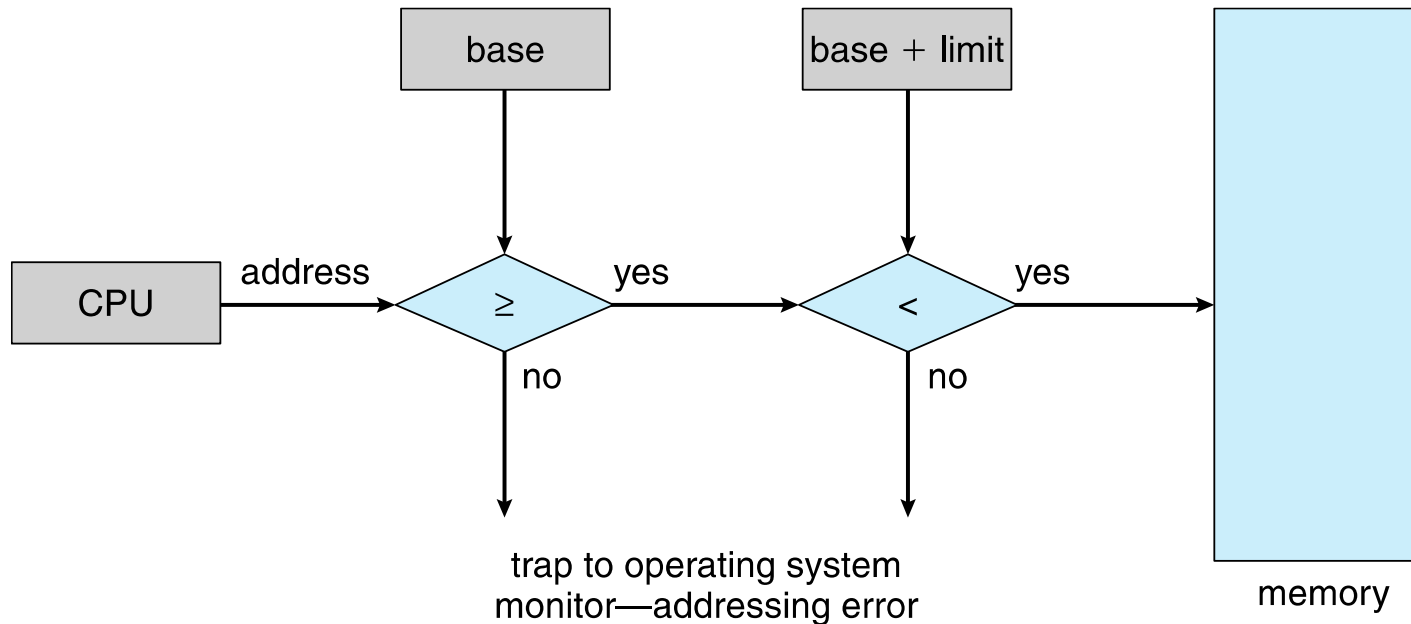 base
base + limit
CPU
address
≥
yes
<
yes
no
no
trap to operating system
monitor—addressing error
memory